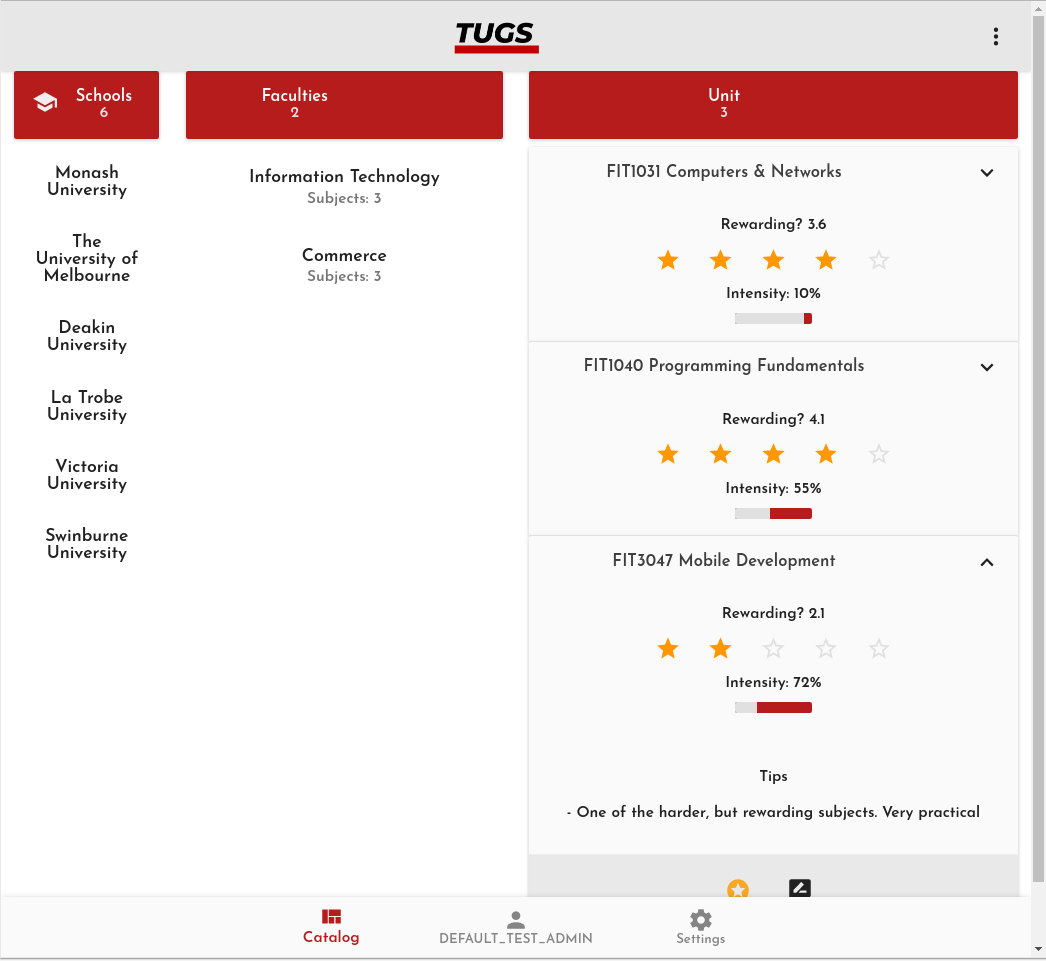 TUGS
Schools
6
Faculties
2
Unit
3
Monash
University
The
University of
Melbourne
Deakin
University
La Trobe
University
Victoria
University
Swinburne
University
Information Technology
Subjects: 3
Commerce
Subjects: 3
FIT1031 Computers & Networks
Rewarding? 3.6
Intensity: 10%
FIT1040 Programming Fundamentals
Rewarding? 4.1
Intensity: 55%
FIT3047 Mobile Development
Rewarding? 2.1
Intensity: 72%
Tips
- One of the harder, but rewarding subjects. Very practical
Catalog
DEFAULT_TEST_ADMIN
Settings